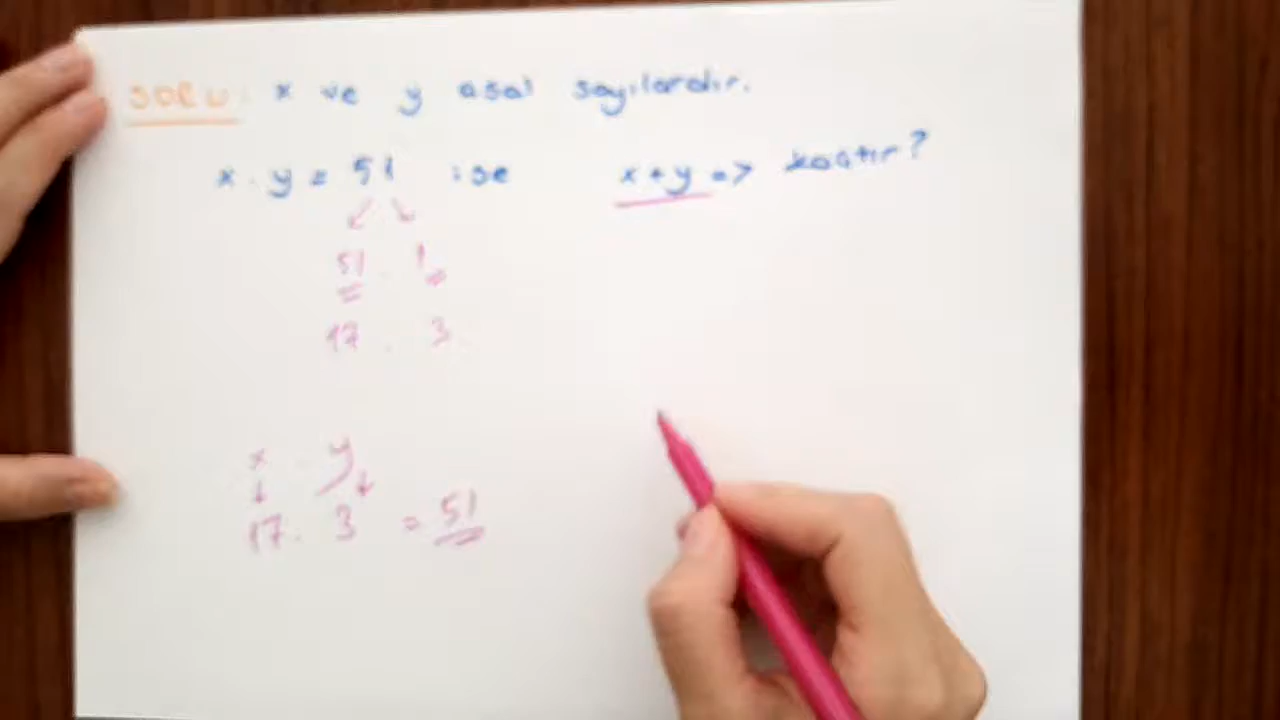 SORU: x ve y asal sayılardır.
x . y = 51 ise x + y => kaçtır?
51 . 1
17 . 3
x . y
17 . 3 = 51